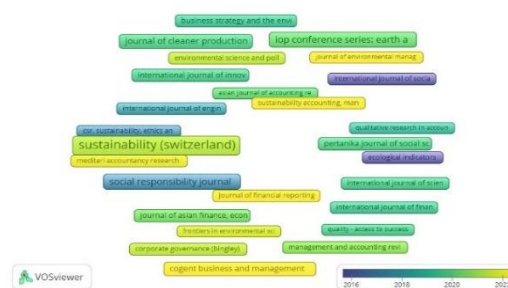 business strategy and the envi
journal of cleaner production
iop conference series: earth a
environmental science and poll
journal of environmental manag
international journal of innov
international journal of socia
asian journal of accounting re
sustainability accounting, man
international journal of engin
csr, sustainability, ethics an
qualitative research in accoun
sustainability (switzerland)
pertanika journal of social sc
meditari accountancy research
ecological indicators
social responsibility journal
international journal of scien
journal of financial reporting
international journal of finan
journal of asian finance, econ
frontiers in environmental sc
quality - access to success
corporate governance (bingley)
management and accounting revi
cogent business and management
VOSviewer
2016 2018 2020 2022